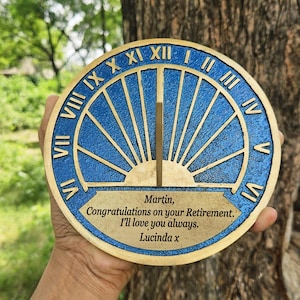 VI VII VIII IX X XI XII I II III IV V VI
Martin,
Congratulations on your Retirement.
I'll love you always.
Lucinda x